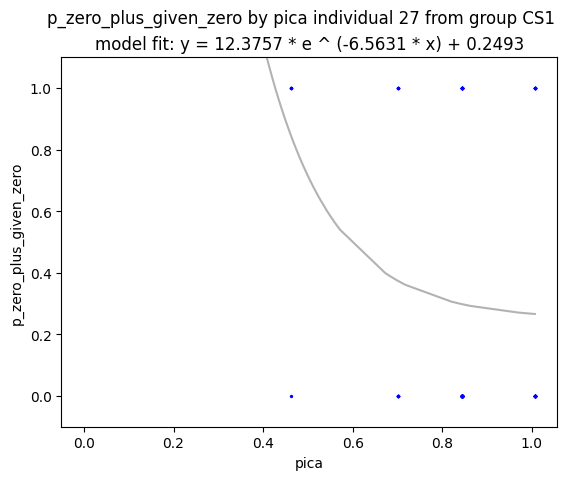 p_zero_plus_given_zero by pica individual 27 from group CS1
model fit: y = 12.3757 * e ^ (-6.5631 * x) + 0.2493
1.0
0.8
0.6
0.4
0.2
0.0
p_zero_plus_given_zero
0.0 0.2 0.4 0.6 0.8 1.0
pica